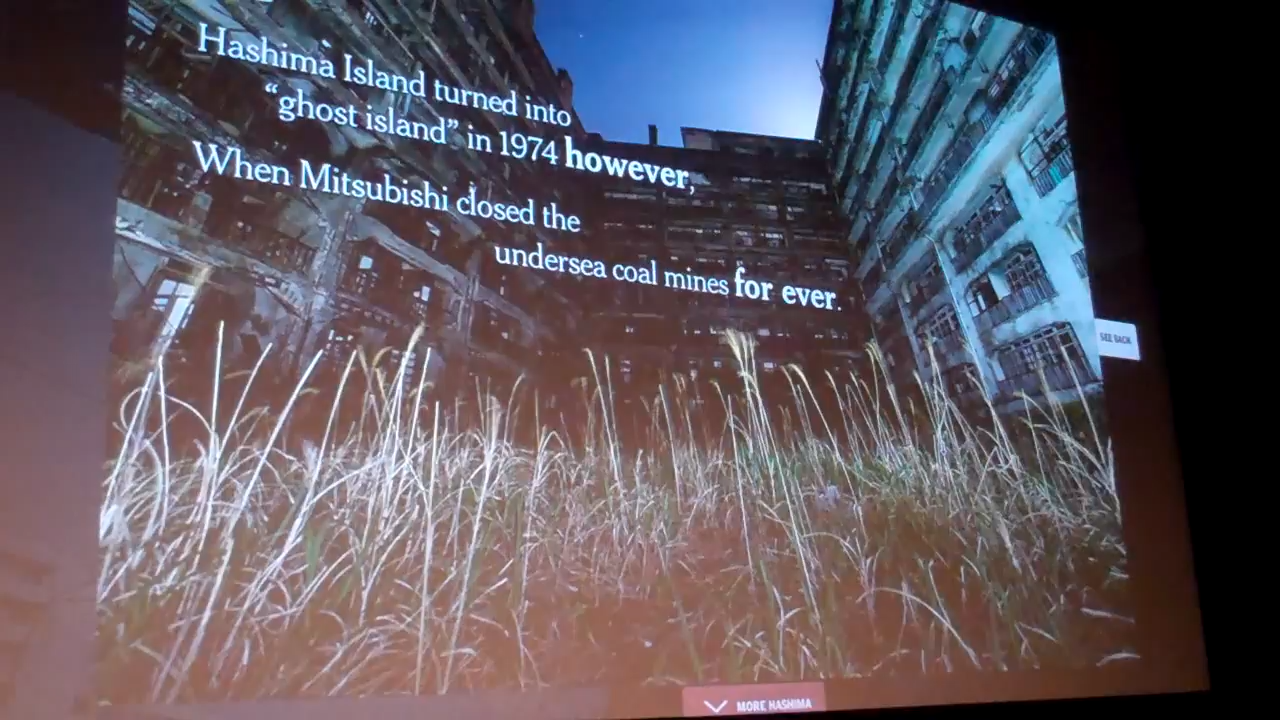 Hashima Island turned into
“ghost island” in 1974 however,
When Mitsubishi closed the
undersea coal mines for ever.
SEE BACK
MORE HASHIMA